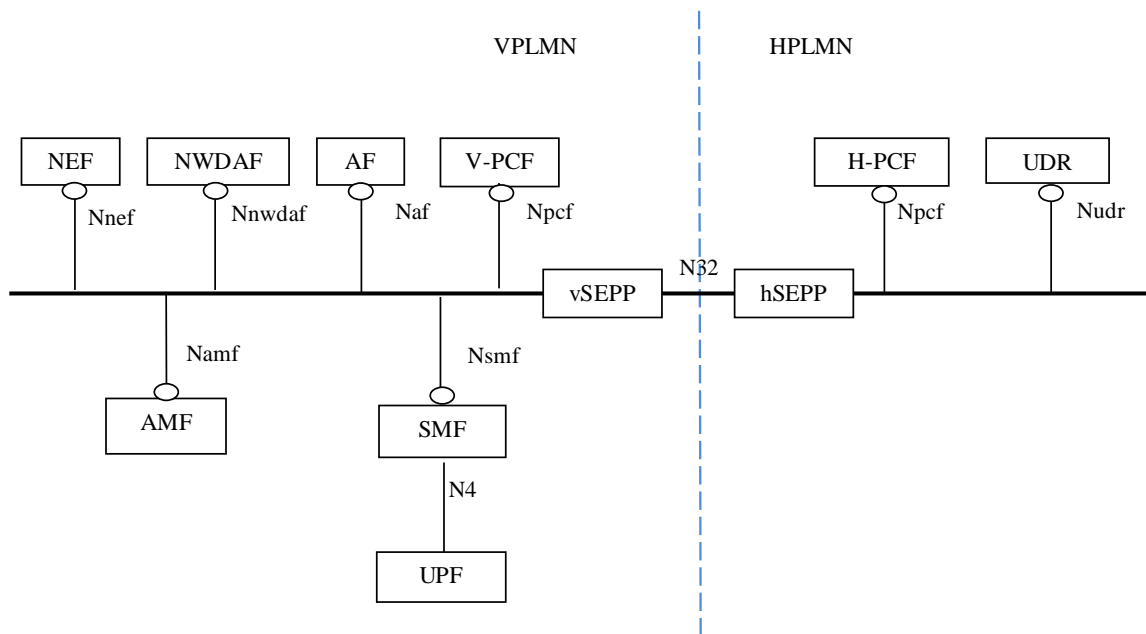 VPLMN
HPLMN
NEF
NWDAF
AF
V-PCF
H-PCF
UDR
Nnef
Nnwdaf
Naf
Npcf
Npcf
Nudr
N32
vSEPP
hSEPP
Namf
Nsmf
AMF
SMF
N4
UPF